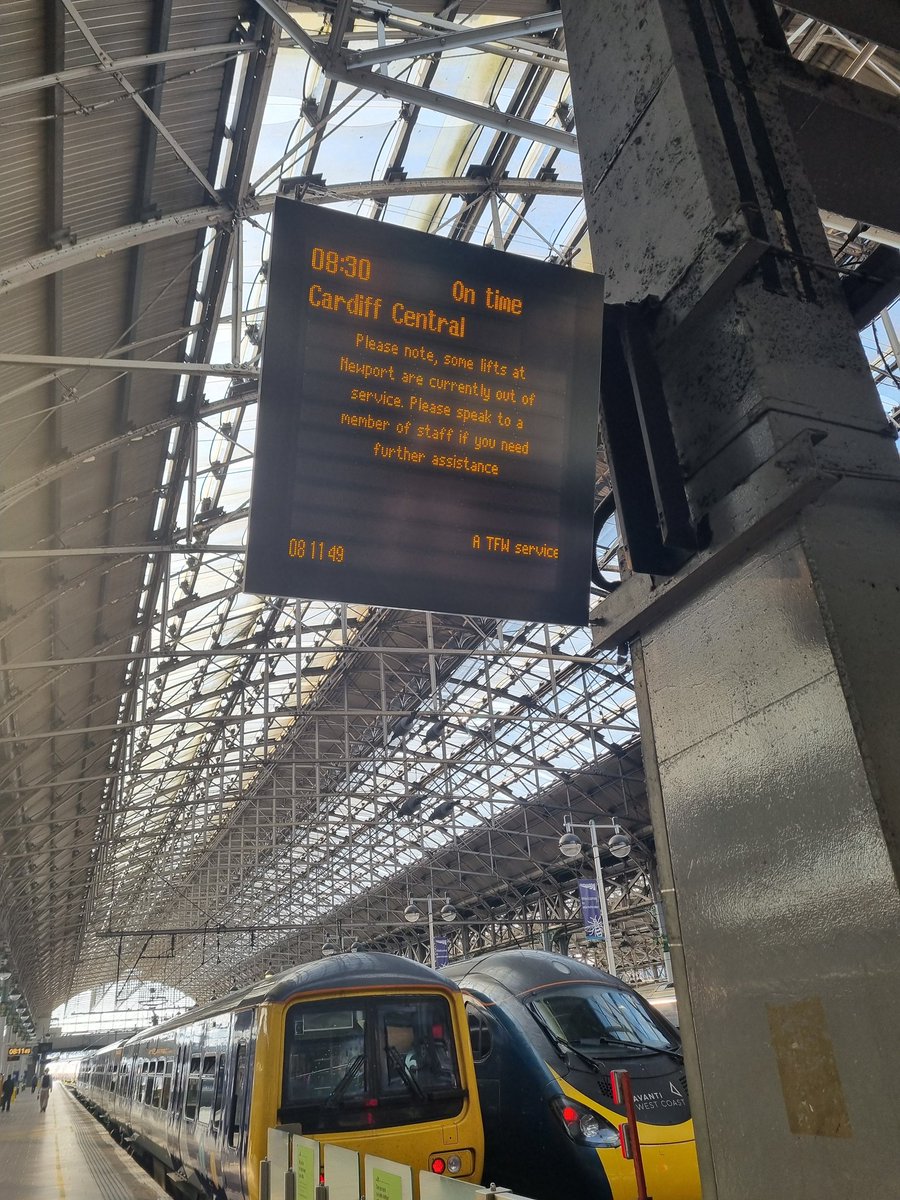 08:30
On time
Cardiff Central
Please note, some lifts at
Newport are currently out of
service. Please speak to a
member of staff if you need
further assistance
08 11 49
A TFW service
AVANTI
WEST COAST